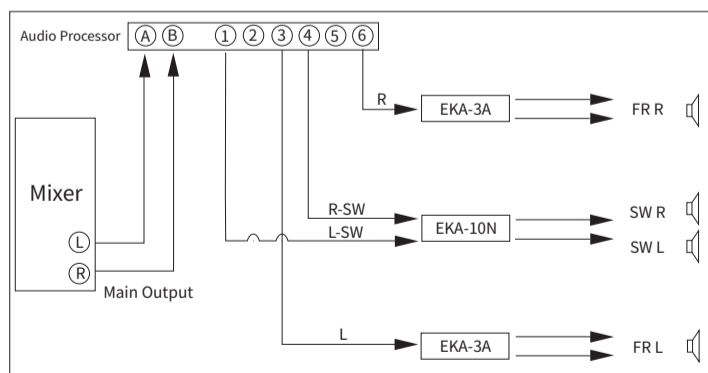 Audio Processor A B 1 2 3 4 5 6
R EKA-3A FR R
Mixer
R-SW SW R
L-SW EKA-10N SW L
L
R
Main Output
L EKA-3A FR L